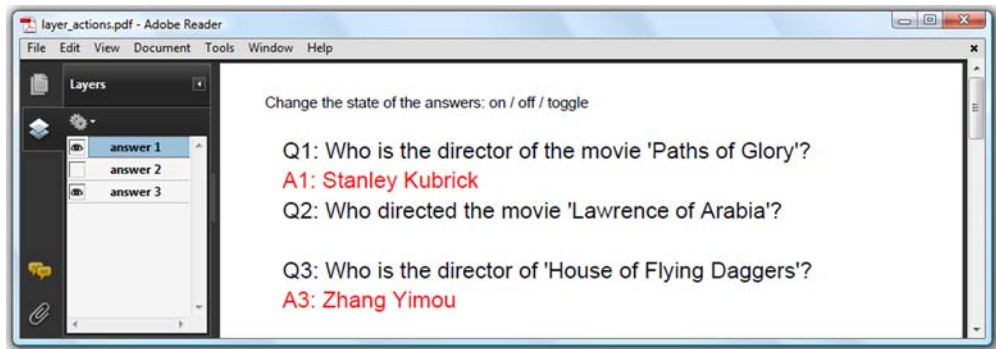 layer_actions.pdf - Adobe Reader
File Edit View Document Tools Window Help
Layers
answer 1
answer 2
answer 3
Change the state of the answers: on / off / toggle
Q1: Who is the director of the movie 'Paths of Glory'?
A1: Stanley Kubrick
Q2: Who directed the movie 'Lawrence of Arabia'?
Q3: Who is the director of 'House of Flying Daggers'?
A3: Zhang Yimou